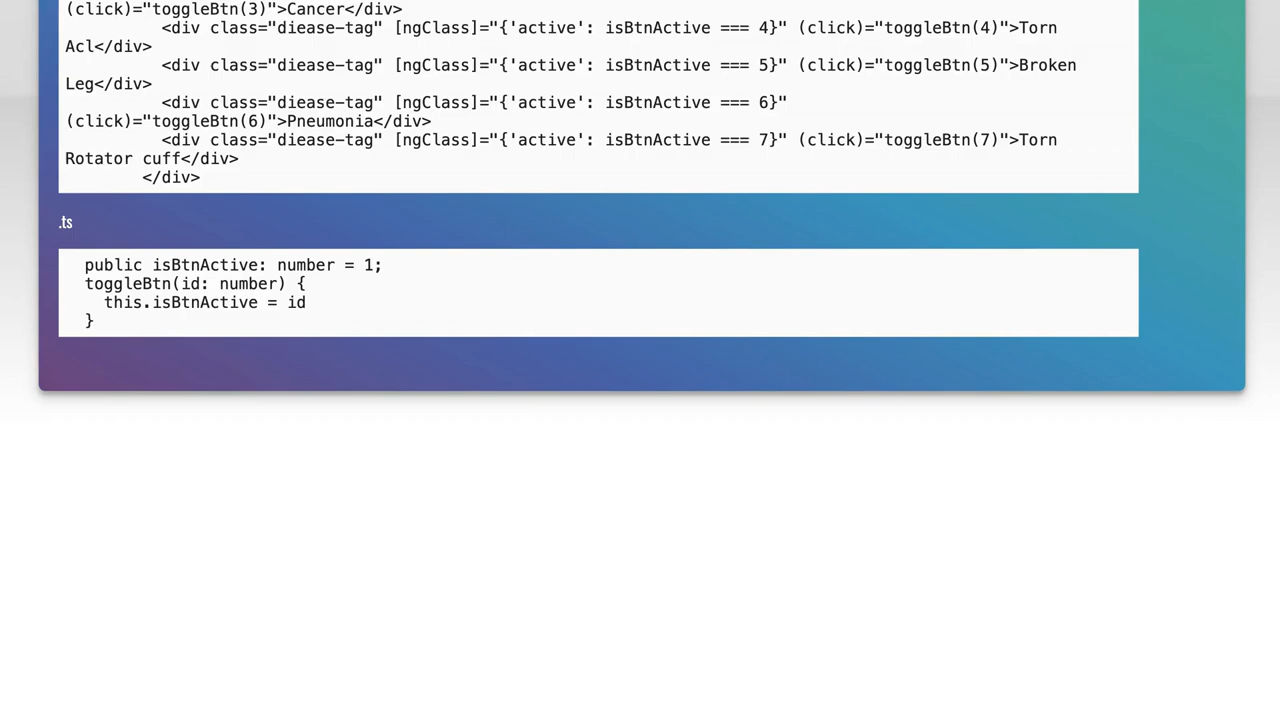 (click)="toggleBtn(3)">Cancer</div>
<div class="diease-tag" [ngClass]="{'active': isBtnActive === 4}" (click)="toggleBtn(4)">Torn
Acl</div>
<div class="diease-tag" [ngClass]="{'active': isBtnActive === 5}" (click)="toggleBtn(5)">Broken
Leg</div>
<div class="diease-tag" [ngClass]="{'active': isBtnActive === 6}"
(click)="toggleBtn(6)">Pneumonia</div>
<div class="diease-tag" [ngClass]="{'active': isBtnActive === 7}" (click)="toggleBtn(7)">Torn
Rotator cuff</div>
</div>
.ts
public isBtnActive: number = 1;
toggleBtn(id: number) {
this.isBtnActive = id
}